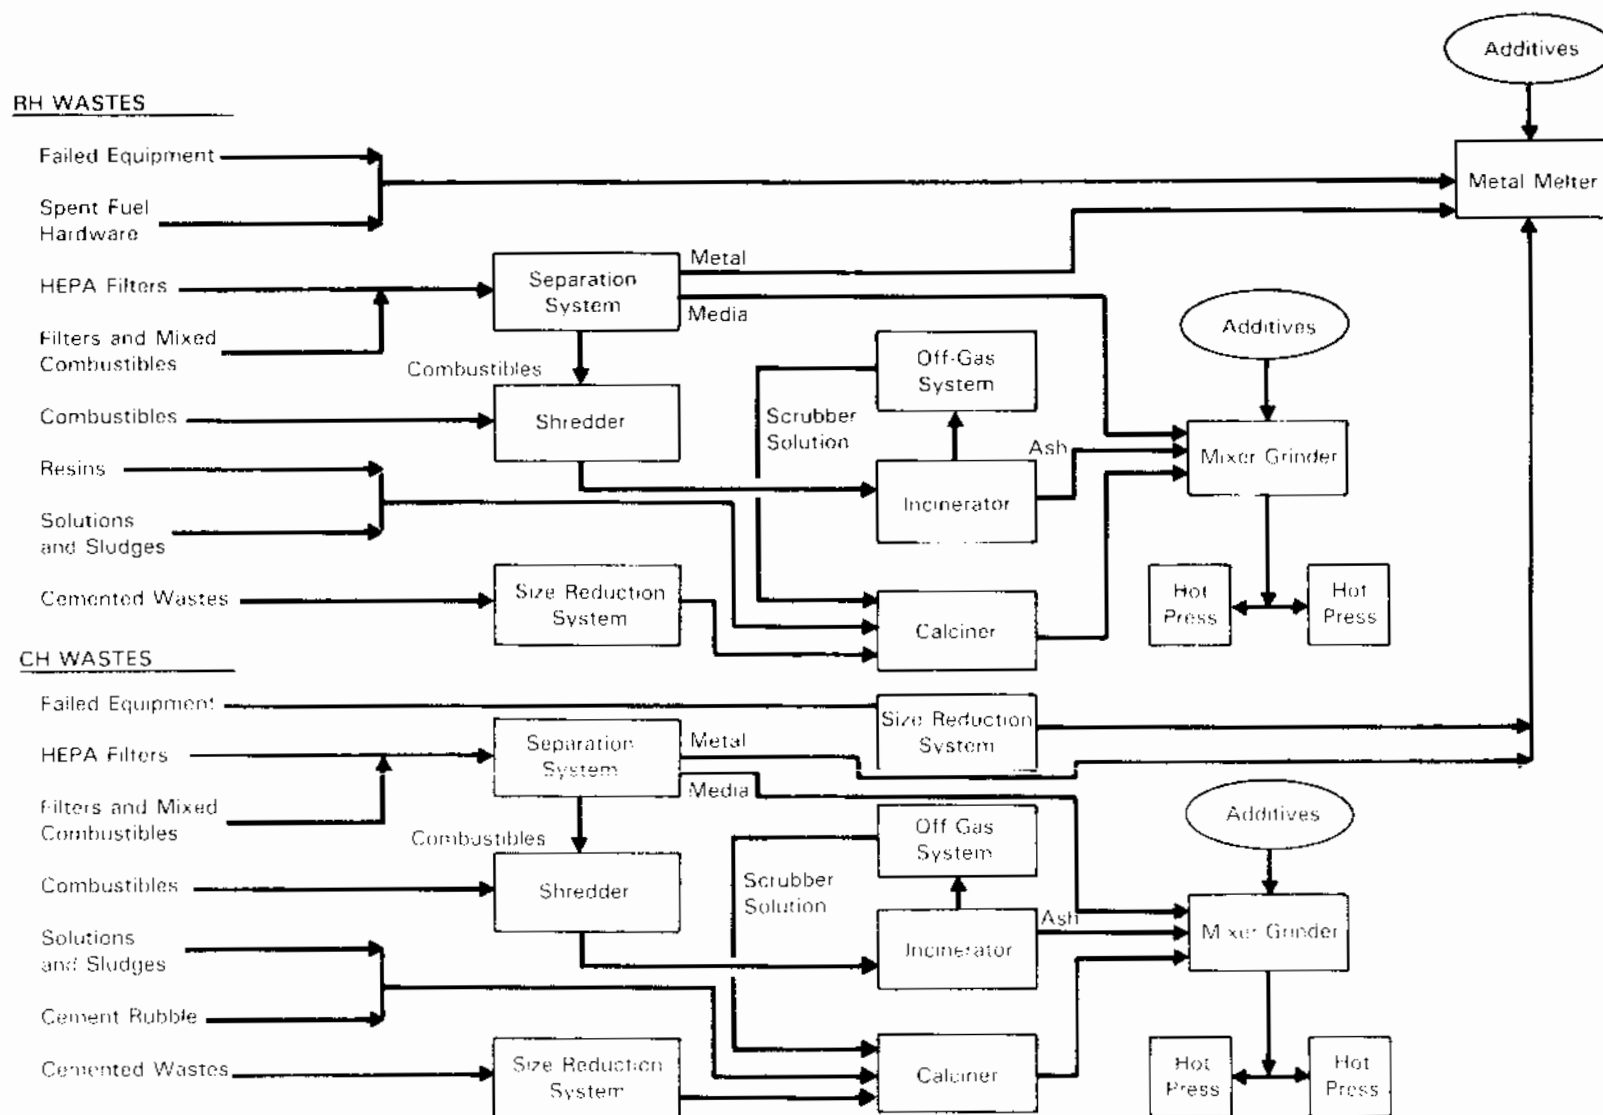 Additives
RH WASTES
Failed Equipment
Metal Melter
Spent Fuel
Hardware
Metal
HEPA Filters
Separation
System
Media
Additives
Filters and Mixed
Combustibles
Combustibles
Off-Gas
System
Combustibles
Shredder
Scrubber
Solution
Ash
Mixer Grinder
Resins
Incinerator
Solutions
and Sludges
Cemented Wastes
Size Reduction
System
Calciner
Hot
Press
Hot
Press
CH WASTES
Failed Equipment
Size Reduction
System
HEPA Filters
Separation
System
Metal
Media
Filters and Mixed
Combustibles
Combustibles
Off Gas
System
Additives
Combustibles
Shredder
Scrubber
Solution
Ash
Mixer Grinder
Solutions
and Sludges
Incinerator
Cement Rubble
Cemented Wastes
Size Reduction
System
Calciner
Hot
Press
Hot
Press